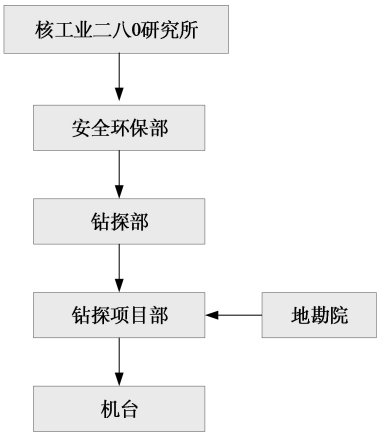 核工业二八0研究所
安全环保部
钻探部
钻探项目部
地勘院
机台